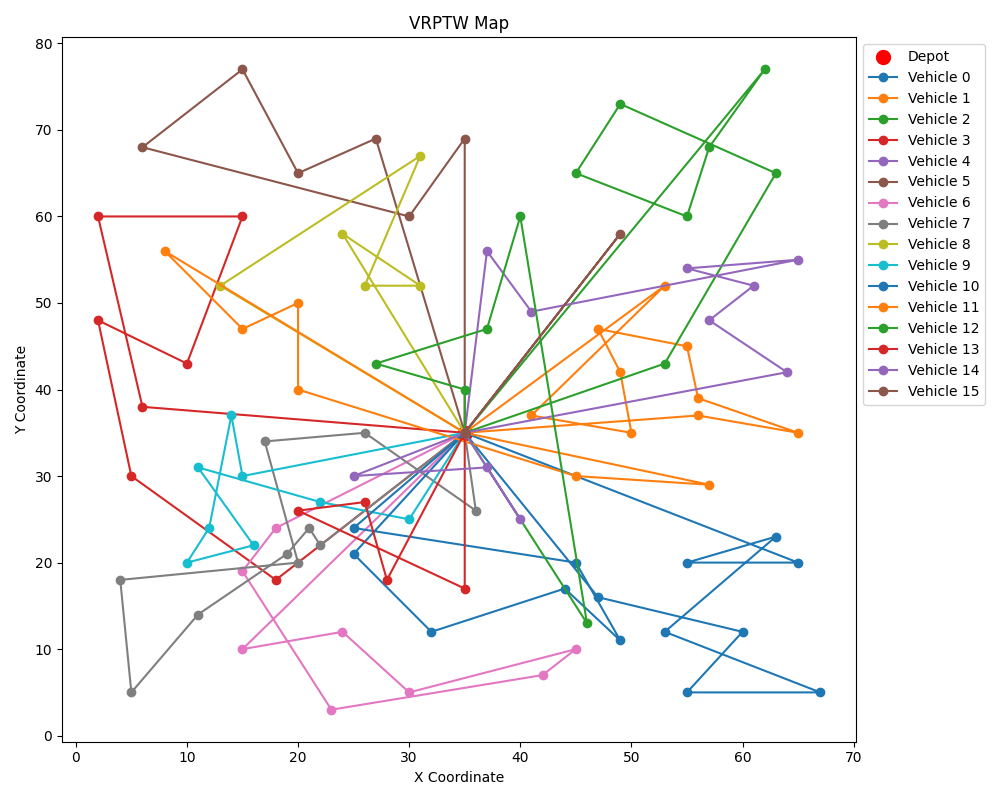 VRPTW Map
Y Coordinate
80
70
60
50
40
30
20
10
0
0 10 20 30 40 50 60 70
X Coordinate
Depot
Vehicle 0
Vehicle 1
Vehicle 2
Vehicle 3
Vehicle 4
Vehicle 5
Vehicle 6
Vehicle 7
Vehicle 8
Vehicle 9
Vehicle 10
Vehicle 11
Vehicle 12
Vehicle 13
Vehicle 14
Vehicle 15